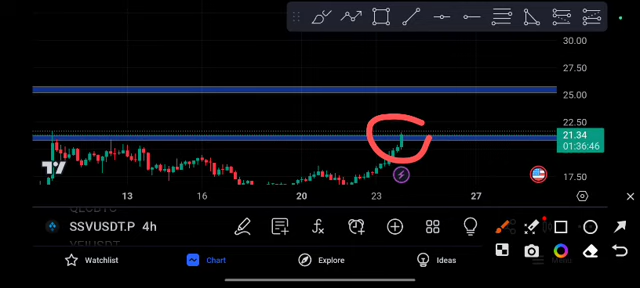 30.00
27.50
25.00
22.50
21.34
01:36:46
17.50
13 16 20 23 27
SSVUSDT.P 4h
Watchlist Chart Explore Ideas